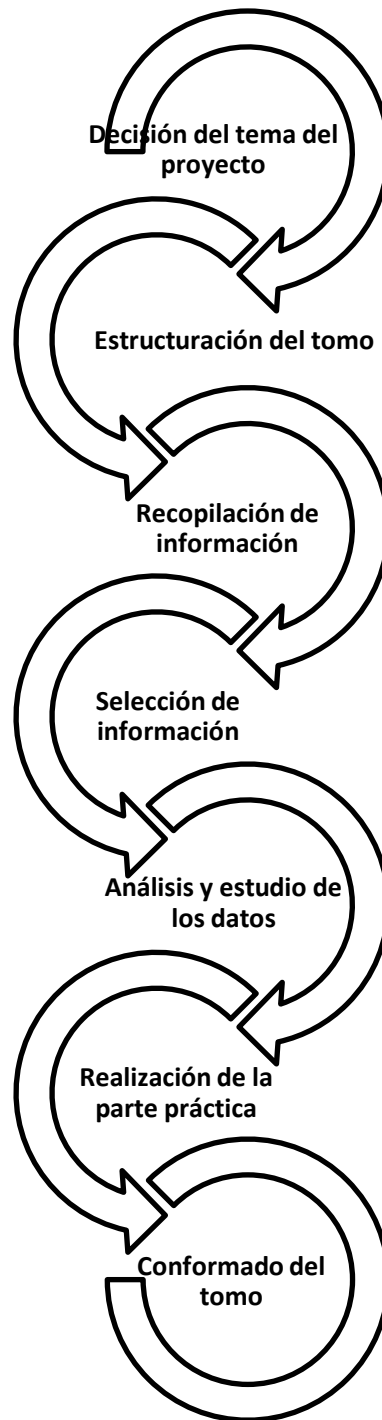 Decisión del tema del
proyecto
Estructuración del tomo
Recopilación de
información
Selección de
información
Análisis y estudio de
los datos
Realización de la
parte práctica
Conformado del
tomo